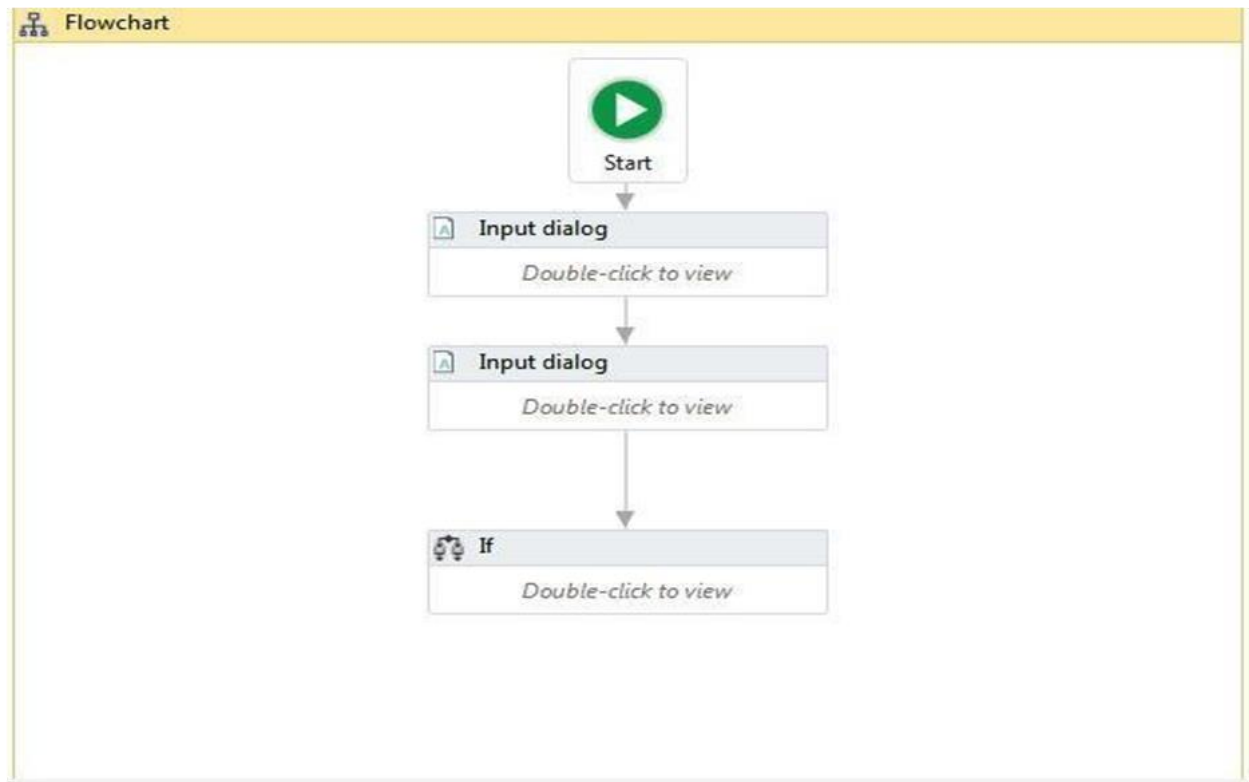 Flowchart
Start
Input dialog
Double-click to view
Input dialog
Double-click to view
If
Double-click to view